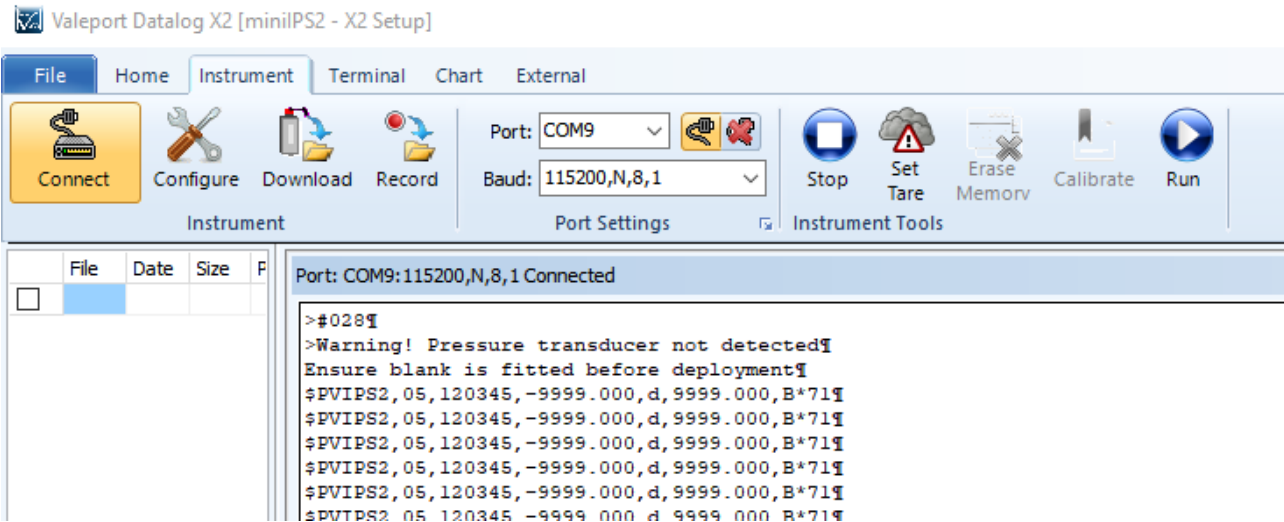 Valeport Datalog X2 [miniIPS2 - X2 Setup]
File Home Instrument Terminal Chart External
Port: COM9
Baud: 115200,N,8,1
Connect Configure Download Record
Stop Set Tare Erase Memory Calibrate Run
Instrument Port Settings Instrument Tools
File Date Size P
Port: COM9:115200,N,8,1 Connected
>#028¶
>Warning! Pressure transducer not detected¶
Ensure blank is fitted before deployment¶
$PVIPS2,05,120345,-9999.000,d,9999.000,B*71¶
$PVIPS2,05,120345,-9999.000,d,9999.000,B*71¶
$PVIPS2,05,120345,-9999.000,d,9999.000,B*71¶
$PVIPS2,05,120345,-9999.000,d,9999.000,B*71¶
$PVIPS2,05,120345,-9999.000,d,9999.000,B*71¶
$PVIPS2,05,120345,-9999.000,d,9999.000,B*71¶